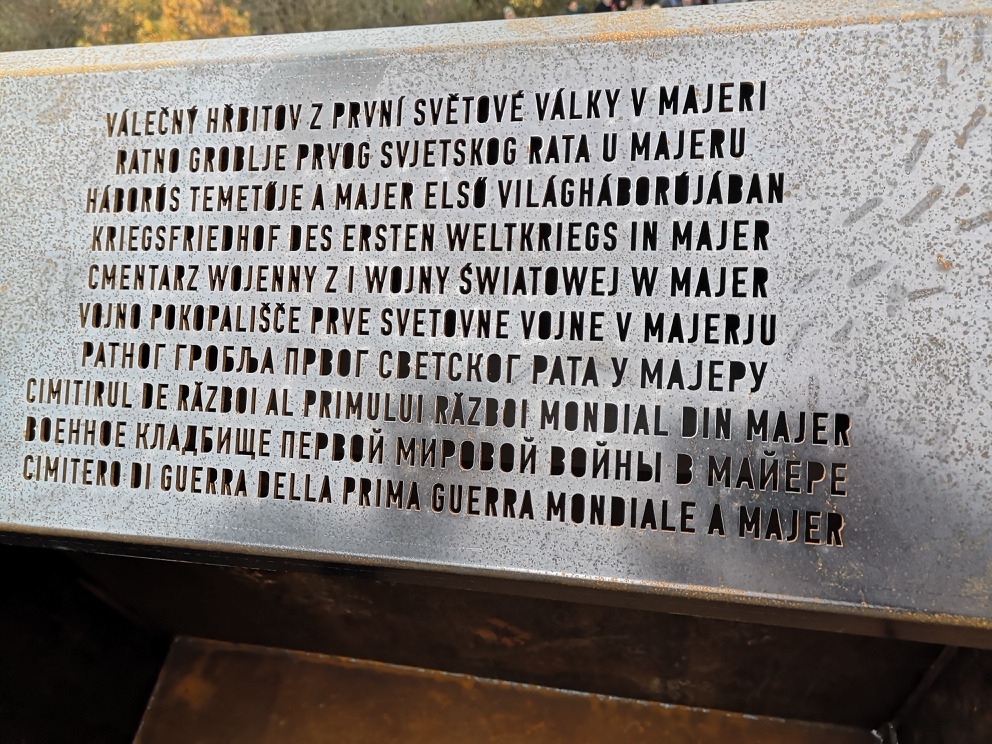 VÁLEČNÝ HŘBITOV Z PRVNÍ SVĚTOVÉ VÁLKY V MAJERI
RATNO GROBLJE PRVOG SVJETSKOG RATA U MAJERU
HÁBORÚS TEMETŐJE A MAJER ELSŐ VILÁGHÁBORÚJÁBAN
KRIEGSFRIEDHOF DES ERSTEN WELTKRIEGS IN MAJER
CMENTARZ WOJENNY Z I WOJNY ŚWIATOWEJ W MAJER
VOJNO POKOPALIŠČE PRVE SVETOVNE VOJNE V MAJERJU
РАТНОГ ГРОБЉА ПРВОГ СВЕТСКОГ РАТА У МАЈЕРУ
CIMITIRUL DE RĂZBOI AL PRIMULUI RĂZBOI MONDIAL DIN MAJER
ВОЕННОЕ КЛАДБИЩЕ ПЕРВОЙ МИРОВОЙ ВОЙНЫ В МАЙЕРЕ
CIMITERO DI GUERRA DELLA PRIMA GUERRA MONDIALE A MAJER